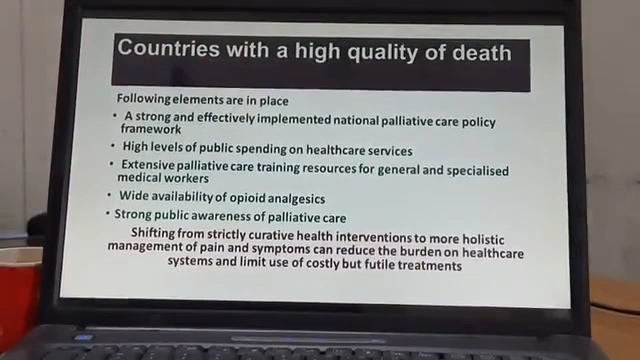 Countries with a high quality of death
Following elements are in place
• A strong and effectively implemented national palliative care policy
framework
• High levels of public spending on healthcare services
• Extensive palliative care training resources for general and specialised
medical workers
• Wide availability of opioid analgesics
• Strong public awareness of palliative care
Shifting from strictly curative health interventions to more holistic
management of pain and symptoms can reduce the burden on healthcare
systems and limit use of costly but futile treatments